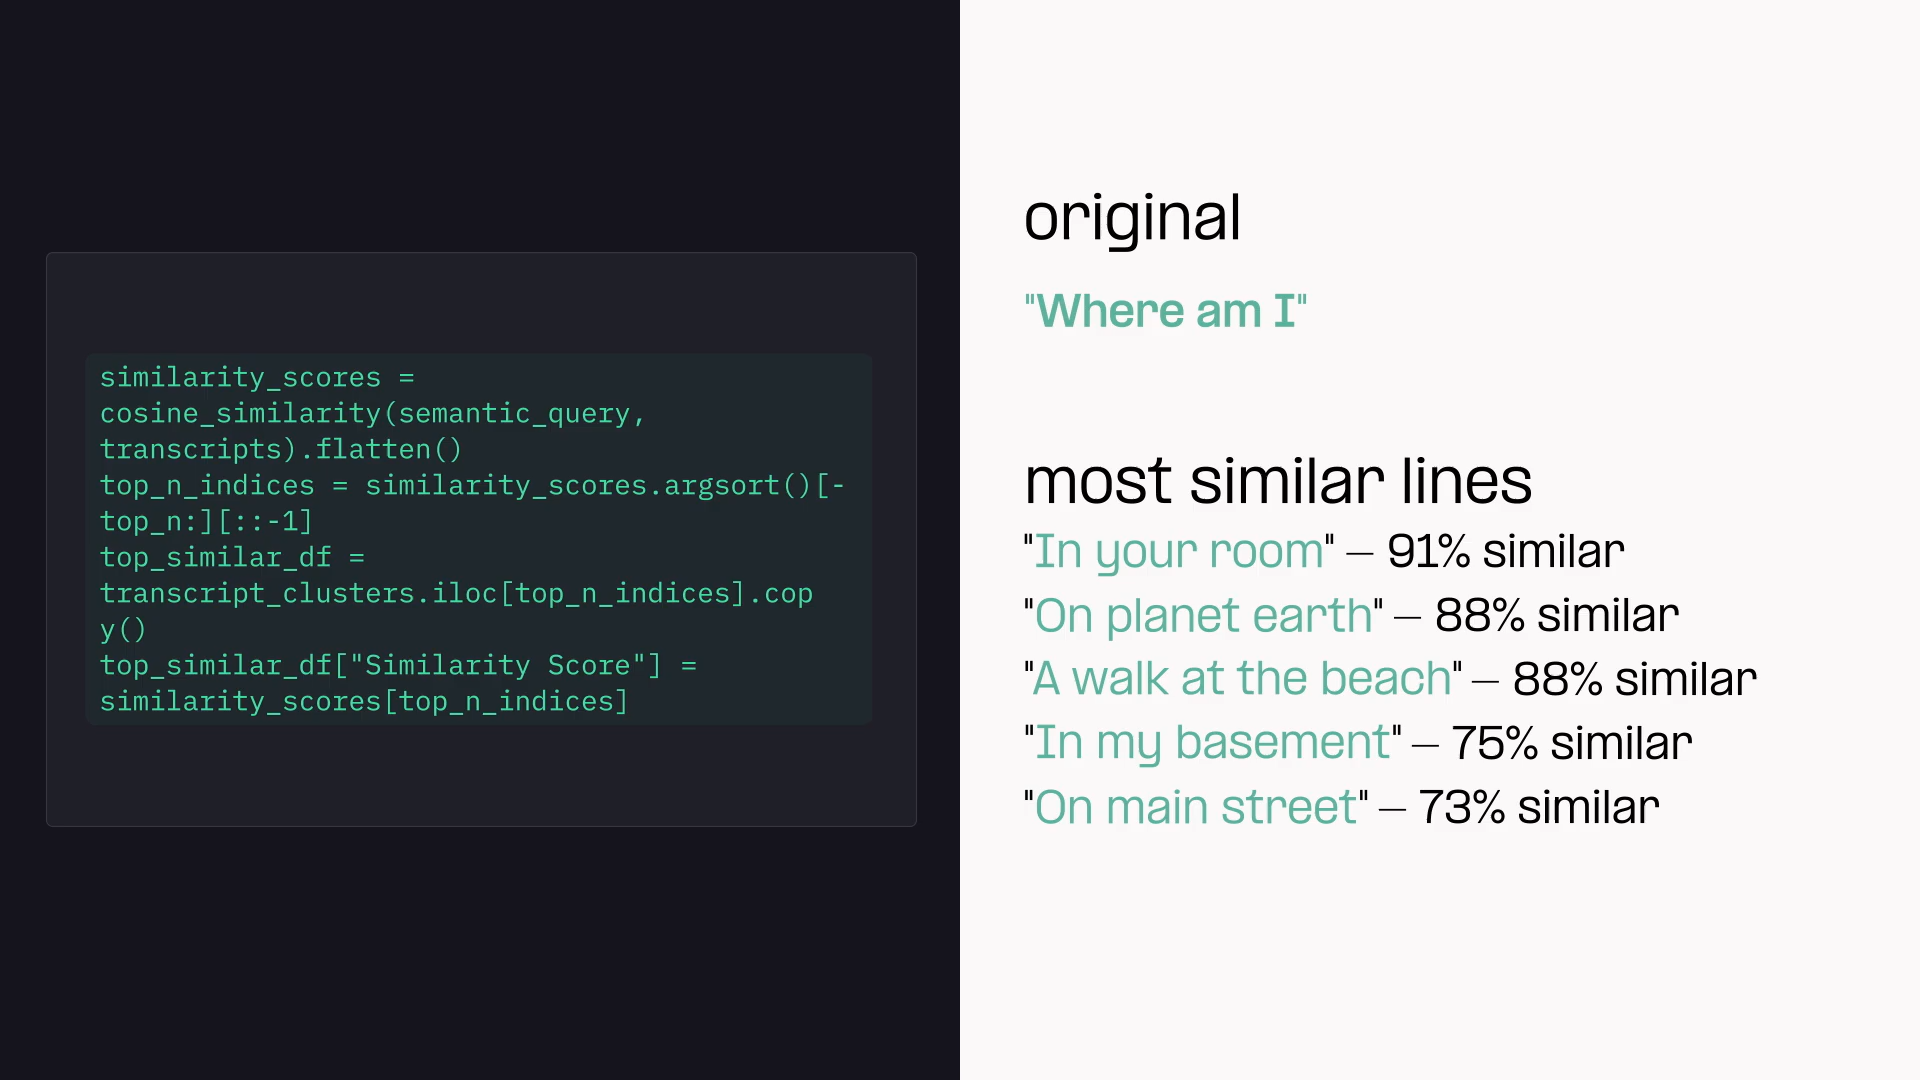 similarity_scores =
cosine_similarity(semantic_query,
transcripts).flatten()
top_n_indices = similarity_scores.argsort()[-
top_n:][::-1]
top_similar_df =
transcript_clusters.iloc[top_n_indices].cop
y()
top_similar_df["Similarity Score"] =
similarity_scores[top_n_indices]
original
"Where am I"
most similar lines
"In your room" — 91% similar
"On planet earth" — 88% similar
"A walk at the beach" — 88% similar
"In my basement" — 75% similar
"On main street" — 73% similar